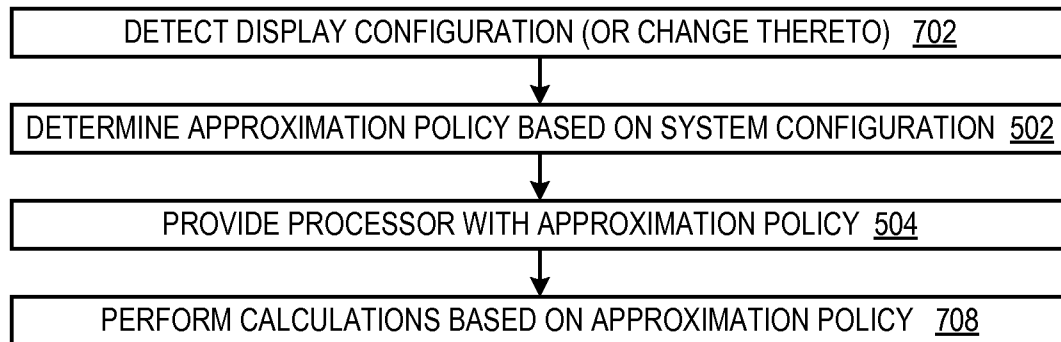 DETECT DISPLAY CONFIGURATION (OR CHANGE THERETO) 702
DETERMINE APPROXIMATION POLICY BASED ON SYSTEM CONFIGURATION 502
PROVIDE PROCESSOR WITH APPROXIMATION POLICY 504
PERFORM CALCULATIONS BASED ON APPROXIMATION POLICY 708